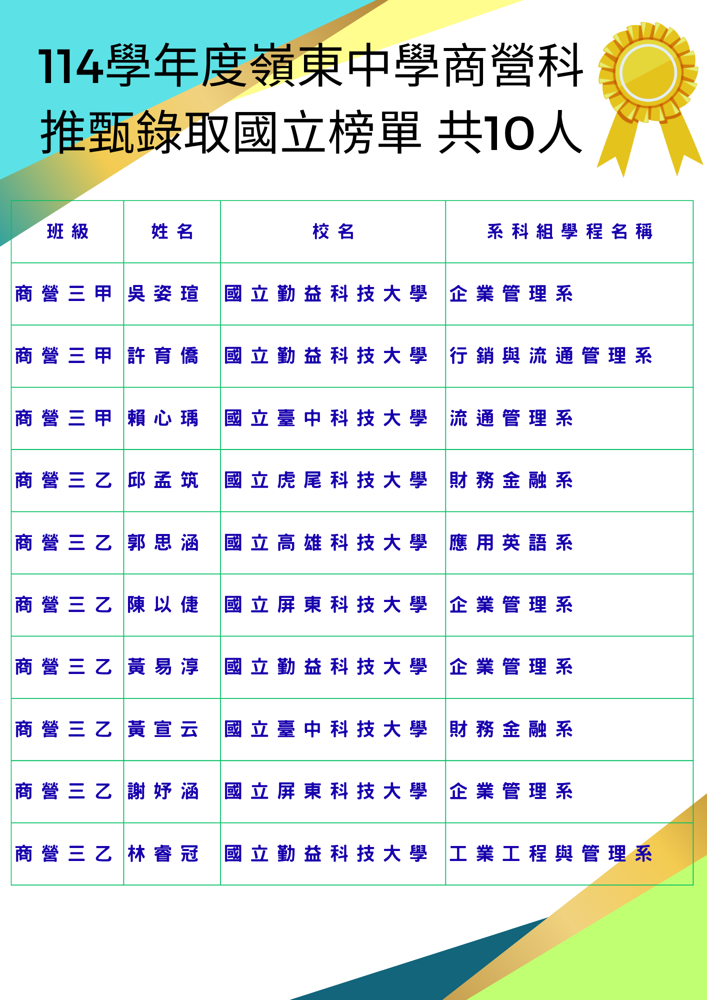 114學年度嶺東中學商營科
推甄錄取國立榜單 共10人
班級 姓名 校名 系科組學程名稱
商營三甲 吳姿瑄 國立勤益科技大學 企業管理系
商營三甲 許育僑 國立勤益科技大學 行銷與流通管理系
商營三甲 賴心瑀 國立臺中科技大學 流通管理系
商營三乙 邱孟筑 國立虎尾科技大學 財務金融系
商營三乙 郭思涵 國立高雄科技大學 應用英語系
商營三乙 陳以倢 國立屏東科技大學 企業管理系
商營三乙 黃易淳 國立勤益科技大學 企業管理系
商營三乙 黃宣云 國立臺中科技大學 財務金融系
商營三乙 謝妤涵 國立屏東科技大學 企業管理系
商營三乙 林睿冠 國立勤益科技大學 工業工程與管理系